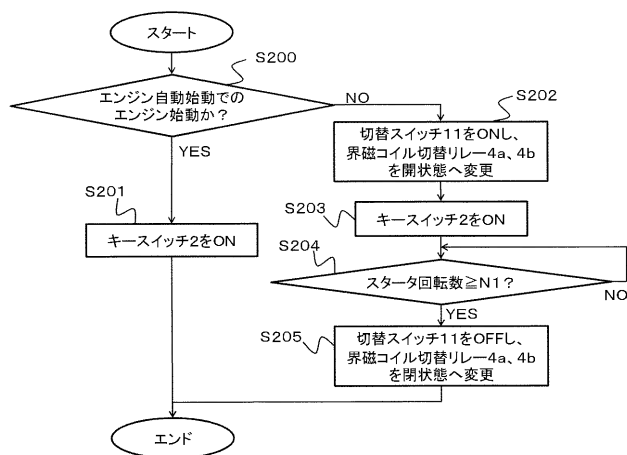 スタート
S200
エンジン自動始動での
エンジン始動か?
NO
YES
S202
切替スイッチ11をONし、
界磁コイル切替リレー4a、4b
を開状態へ変更
S201
キースイッチ2をON
S203
キースイッチ2をON
S204
スタータ回転数≧N1?
NO
YES
S205
切替スイッチ11をOFFし、
界磁コイル切替リレー4a、4b
を閉状態へ変更
エンド